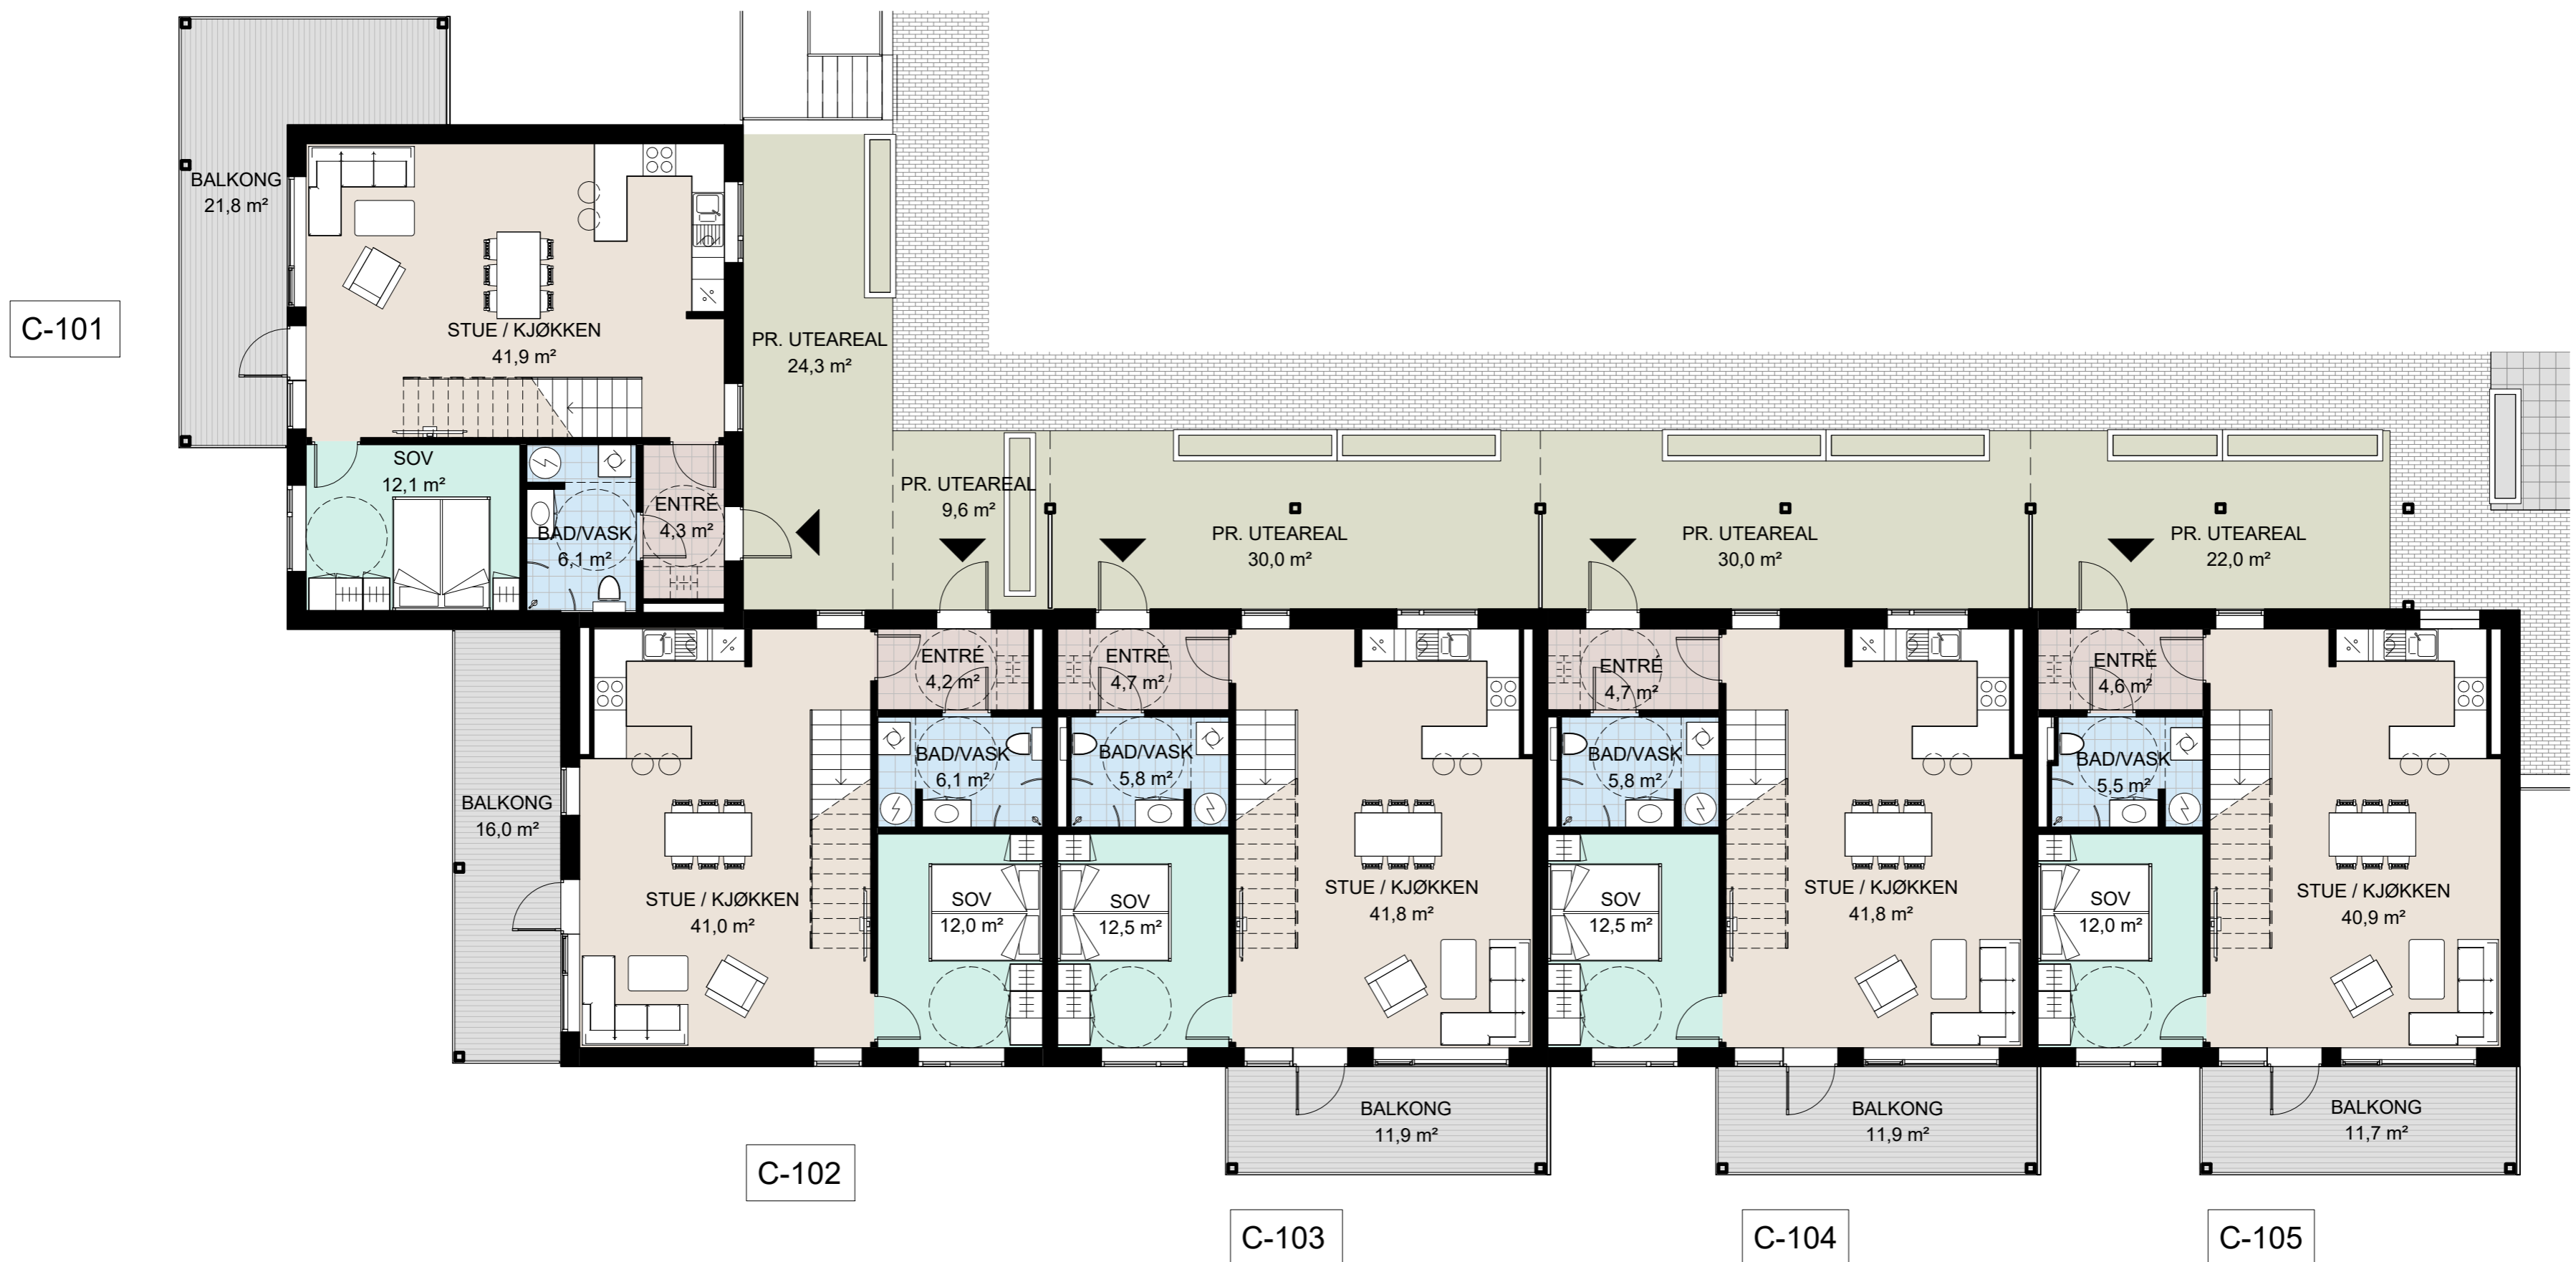 C-101
BALKONG
21,8 m²
STUE / KJØKKEN
41,9 m²
SOV
12,1 m²
BAD/VASK
6,1 m²
ENTRÉ
4,3 m²
PR. UTEAREAL
24,3 m²
PR. UTEAREAL
9,6 m²
PR. UTEAREAL
30,0 m²
PR. UTEAREAL
30,0 m²
PR. UTEAREAL
22,0 m²
BALKONG
16,0 m²
STUE / KJØKKEN
41,0 m²
ENTRÉ
4,2 m²
BAD/VASK
6,1 m²
SOV
12,0 m²
C-102
ENTRÉ
4,7 m²
BAD/VASK
5,8 m²
SOV
12,5 m²
STUE / KJØKKEN
41,8 m²
BALKONG
11,9 m²
C-103
ENTRÉ
4,7 m²
BAD/VASK
5,8 m²
SOV
12,5 m²
STUE / KJØKKEN
41,8 m²
BALKONG
11,9 m²
C-104
ENTRÉ
4,6 m²
BAD/VASK
5,5 m²
SOV
12,0 m²
STUE / KJØKKEN
40,9 m²
BALKONG
11,7 m²
C-105